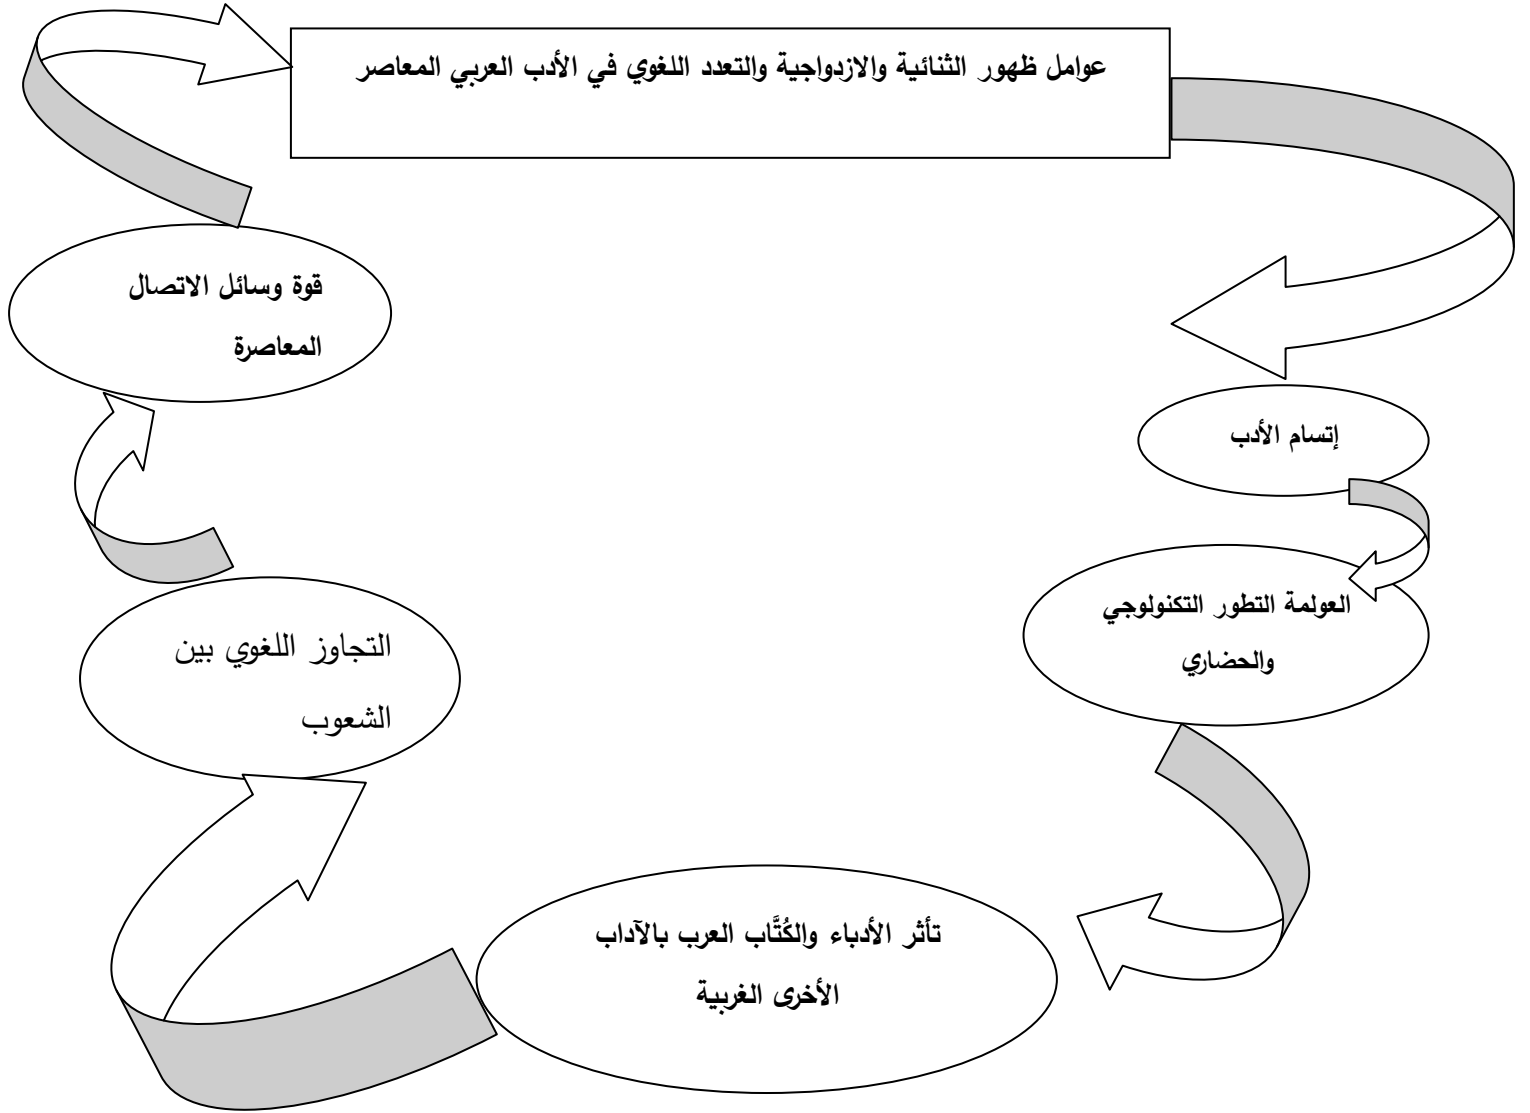 عوامل ظهور الثنائية والازدواجية والتعدد اللغوي في الأدب العربي المعاصر
إتسام الأدب
العولمة التطور التكنولوجي
والحضاري
تأثر الأدباء والكُتَّاب العرب بالآداب
الأخرى الغربية
التجاوز اللغوي بين
الشعوب
قوة وسائل الاتصال
المعاصرة